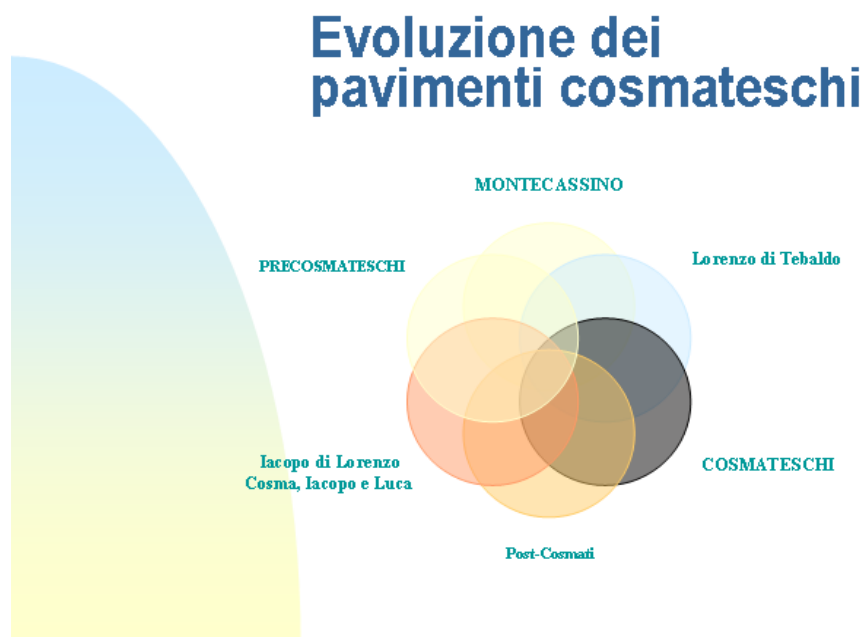 Evoluzione dei
pavimenti cosmateschi
MONTECASSINO
Lorenzo di Tebaldo
PRECOSMATESCHI
COSMATESCHI
Iacopo di Lorenzo
Cosma, Iacopo e Luca
Post-Cosmati